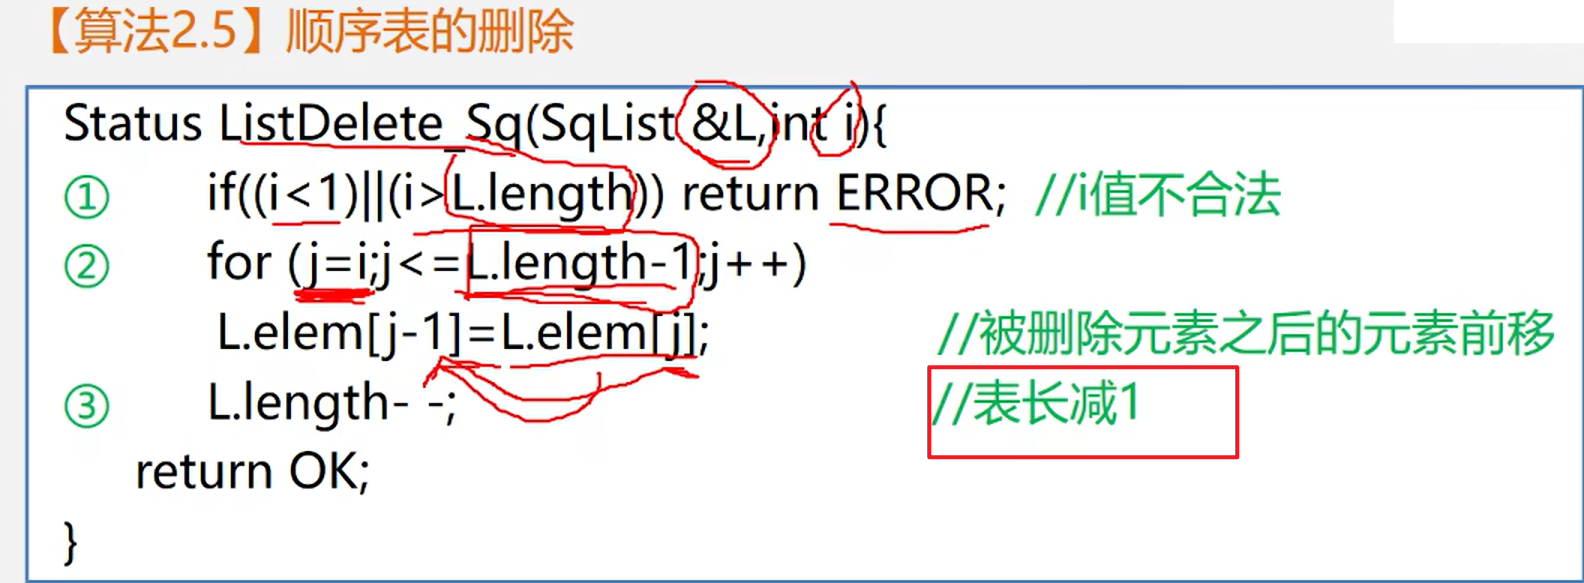 【算法2.5】顺序表的删除
Status ListDelete_Sq(SqList &L,int i){
① if((i<1)||(i>L.length)) return ERROR; //i值不合法
② for (j=i;j<=L.length-1;j++)
L.elem[j-1]=L.elem[j]; //被删除元素之后的元素前移
③ L.length- -; //表长减1
return OK;
}